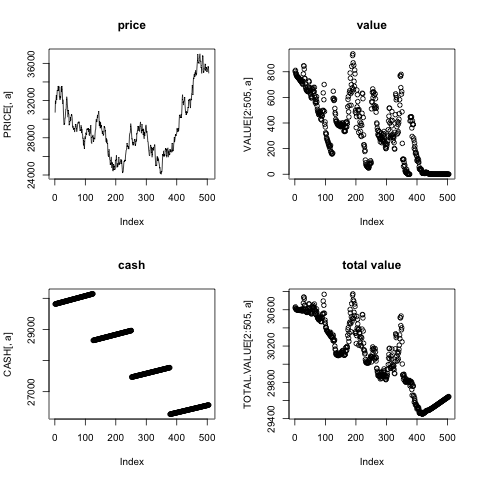 price
PRICE[, a]
24000 28000 32000 36000
0 100 200 300 400 500
Index
value
VALUE[2:505, a]
0 200 400 600 800
0 100 200 300 400 500
Index
cash
CASH[, a]
27000 29000
0 100 200 300 400 500
Index
total value
TOTAL.VALUE[2:505, a]
29400 29800 30200 30600
0 100 200 300 400 500
Index